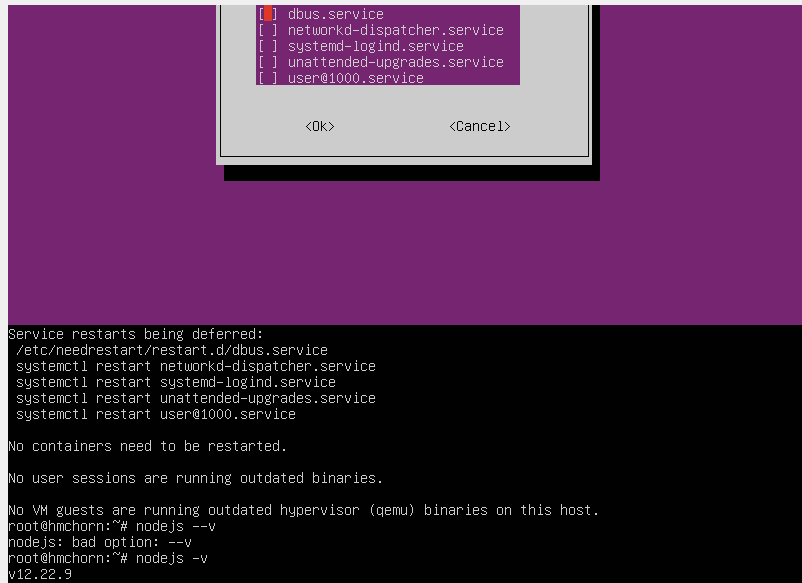 [ ] dbus.service
[ ] networkd-dispatcher.service
[ ] systemd-logind.service
[ ] unattended-upgrades.service
[ ] user@1000.service
<Ok> <Cancel>
Service restarts being deferred:
/etc/needrestart/restart.d/dbus.service
systemctl restart networkd-dispatcher.service
systemctl restart systemd-logind.service
systemctl restart unattended-upgrades.service
systemctl restart user@1000.service
No containers need to be restarted.
No user sessions are running outdated binaries.
No VM guests are running outdated hypervisor (qemu) binaries on this host.
root@hmchorn:~# nodejs --v
nodejs: bad option: --v
root@hmchorn:~# nodejs -v
v12.22.9